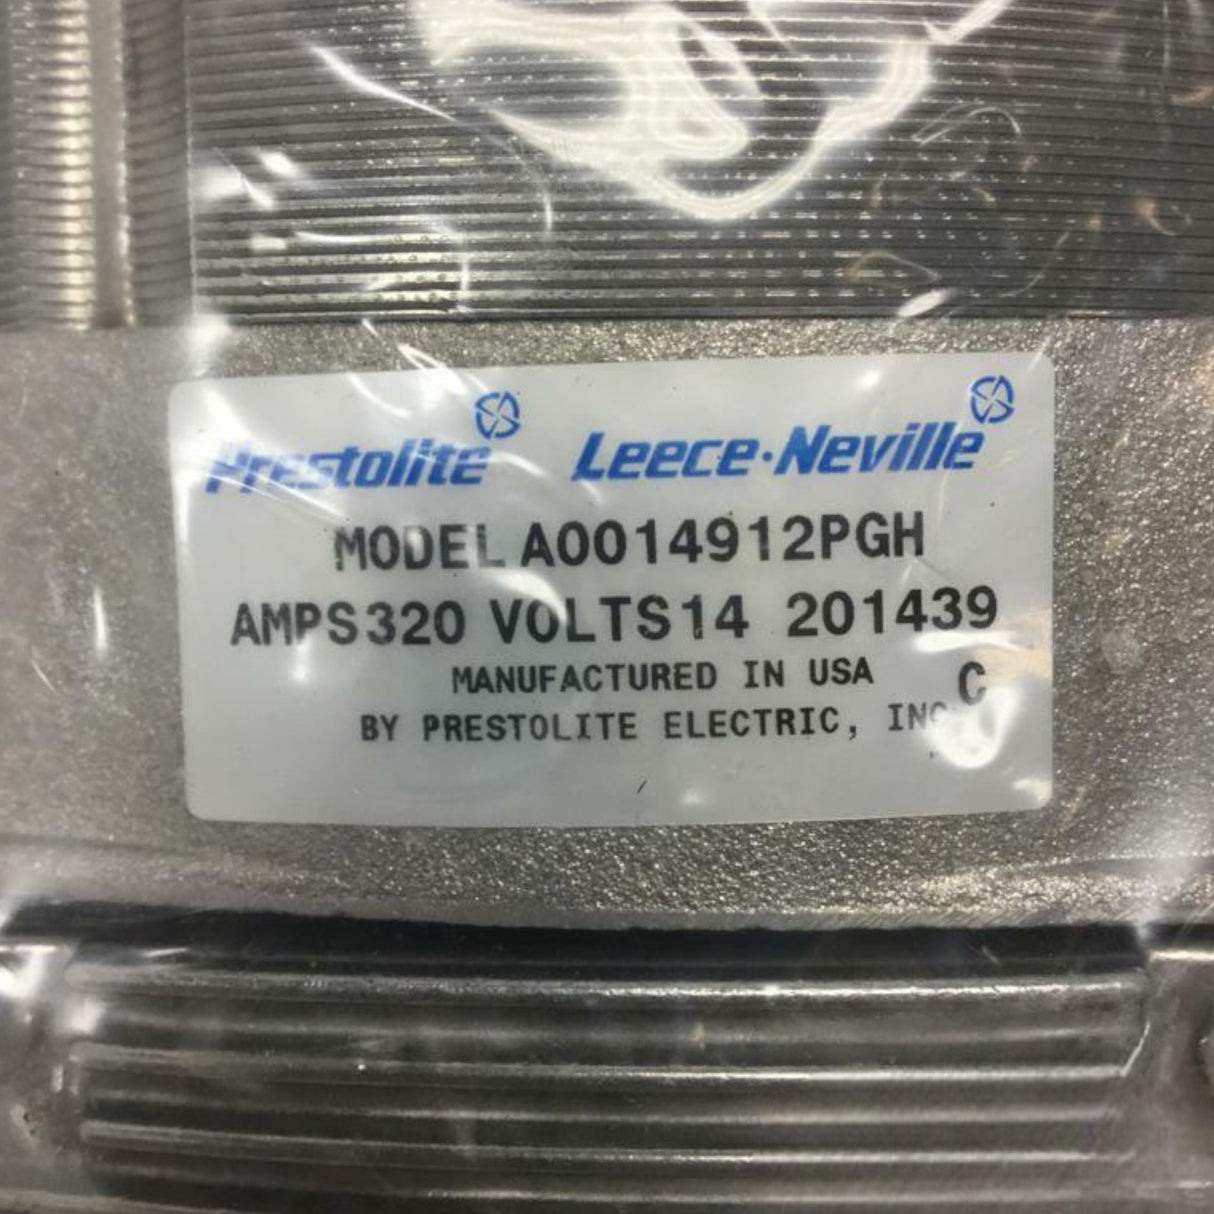 Prestolite Leece·Neville
MODEL A0014912PGH
AMPS320 VOLTS14 201439
MANUFACTURED IN USA C
BY PRESTOLITE ELECTRIC, INC